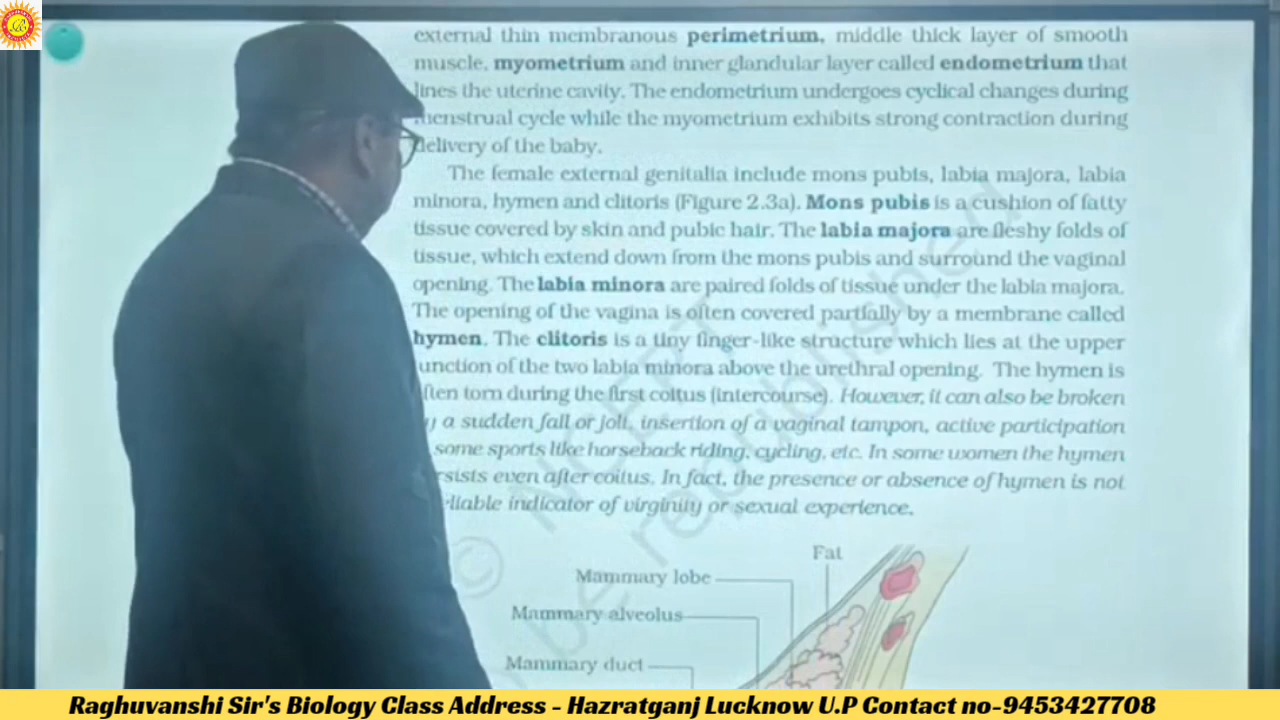 external thin membranous perimetrium, middle thick layer of smooth
muscle, myometrium and inner glandular layer called endometrium that
lines the uterine cavity. The endometrium undergoes cyclical changes during
menstrual cycle while the myometrium exhibits strong contraction during
delivery of the baby.
The female external genitalia include mons pubis, labia majora, labia
minora, hymen and clitoris (Figure 2.3a). Mons pubis is a cushion of fatty
tissue covered by skin and pubic hair. The labia majora are fleshy folds of
tissue, which extend down from the mons pubis and surround the vaginal
opening. The labia minora are paired folds of tissue under the labia majora.
The opening of the vagina is often covered partially by a membrane called
hymen. The clitoris is a tiny finger-like structure which lies at the upper
unction of the two labia minora above the urethral opening. The hymen is
ften torn during the first coitus (intercourse). However, it can also be broken
y a sudden fall or jolt, insertion of a vaginal tampon, active participation
some sports like horseback riding, cycling, etc. In some women the hymen
rsists even after coitus. In fact, the presence or absence of hymen is not
liable indicator of virginity or sexual experience.
© NCERT
be republished
Fat
Mammary lobe
Mammary alveolus
Mammary duct
Raghuvanshi Sir's Biology Class Address - Hazratganj Lucknow U.P Contact no-9453427708